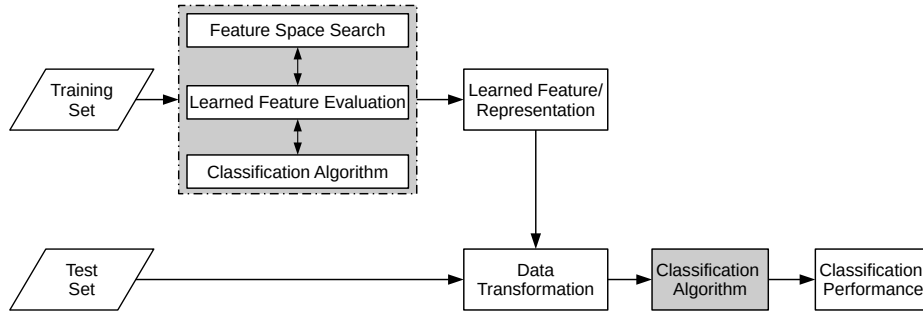 Feature Space Search
Training
Set
Learned Feature Evaluation
Learned Feature/
Representation
Classification Algorithm
Test
Set
Data
Transformation
Classification
Algorithm
Classification
Performance